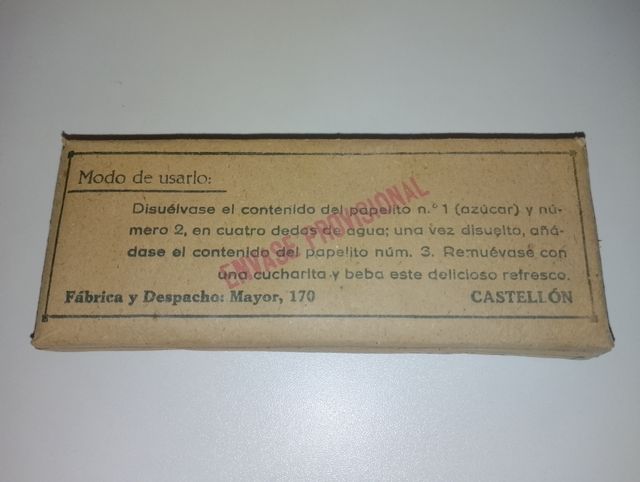 Modo de usarlo:
Disuélvase el contenido del papelito n.º 1 (azúcar) y nú-
mero 2, en cuatro dedos de agua; una vez disuelto, aña-
dase el contenido del papelito núm. 3. Remuévase con
una cucharita y beba este delicioso refresco.
ENVASE PROVISIONAL
Fábrica y Despacho: Mayor, 170 CASTELLÓN